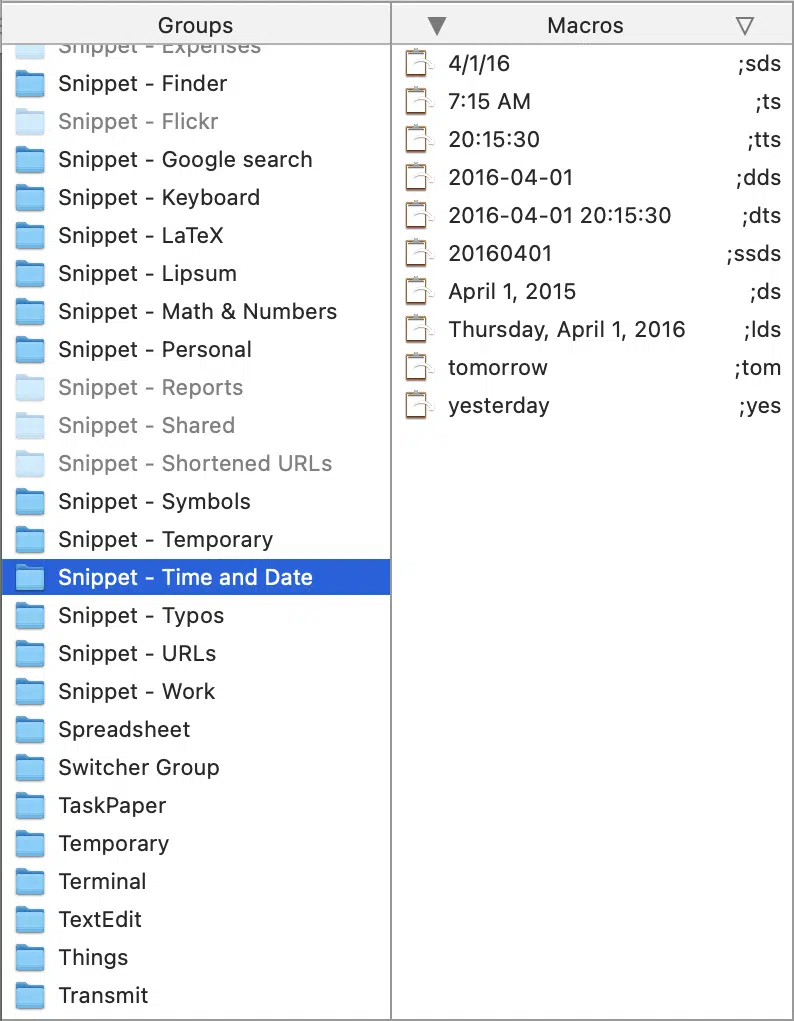 Groups
Snippet - Expenses
Snippet - Finder
Snippet - Flickr
Snippet - Google search
Snippet - Keyboard
Snippet - LaTeX
Snippet - Lipsum
Snippet - Math & Numbers
Snippet - Personal
Snippet - Reports
Snippet - Shared
Snippet - Shortened URLs
Snippet - Symbols
Snippet - Temporary
Snippet - Time and Date
Snippet - Typos
Snippet - URLs
Snippet - Work
Spreadsheet
Switcher Group
TaskPaper
Temporary
Terminal
TextEdit
Things
Transmit
Macros
4/1/16 ;sds
7:15 AM ;ts
20:15:30 ;tts
2016-04-01 ;dds
2016-04-01 20:15:30 ;dts
20160401 ;ssds
April 1, 2015 ;ds
Thursday, April 1, 2016 ;lds
tomorrow ;tom
yesterday ;yes